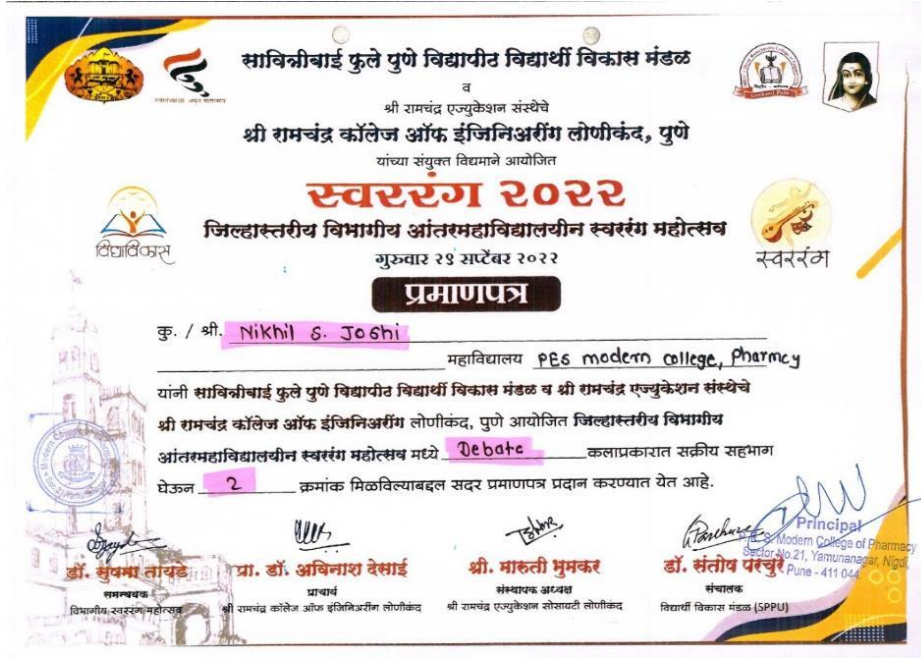 सावित्रीबाई फुले पुणे विद्यापीठ विद्यार्थी विकास मंडळ
व
श्री रामचंद्र एज्युकेशन संस्थेचे
श्री रामचंद्र कॉलेज ऑफ इंजिनिअरींग लोणीकंद, पुणे
यांच्या संयुक्त विद्यमाने आयोजित
स्वररंग २०२२
जिल्हास्तरीय विभागीय आंतरमहाविद्यालयीन स्वररंग महोत्सव
विद्याविकास
स्वररंग
गुरुवार २९ सप्टेंबर २०२२
प्रमाणपत्र
कु. / श्री. Nikhil S. Joshi
महाविद्यालय PES modern college, Pharmcy
यांनी सावित्रीबाई फुले पुणे विद्यापीठ विद्यार्थी विकास मंडळ व श्री रामचंद्र एज्युकेशन संस्थेचे
श्री रामचंद्र कॉलेज ऑफ इंजिनिअरींग लोणीकंद, पुणे आयोजित जिल्हास्तरीय विभागीय
आंतरमहाविद्यालयीन स्वररंग महोत्सव मध्ये Debate कलाप्रकारात सक्रीय सहभाग
घेऊन 2 क्रमांक मिळविल्याबद्दल सदर प्रमाणपत्र प्रदान करण्यात येत आहे.
Principal
P. E. S. Modern College of Pharmacy
Sector No.21, Yamunanagar, Nigdi,
Pune - 411 044
डॉ. सुषमा तायडे प्रा. डॉ. अविनाश देसाई श्री. मारुती भुमकर डॉ. संतोष परचुरे
समन्वयक प्राचार्य संस्थापक अध्यक्ष संचालक
विभागीय स्वररंग महोत्सव श्री रामचंद्र कॉलेज ऑफ इंजिनिअरींग लोणीकंद श्री रामचंद्र एज्युकेशन सोसायटी लोणीकंद विद्यार्थी विकास मंडळ (SPPU)